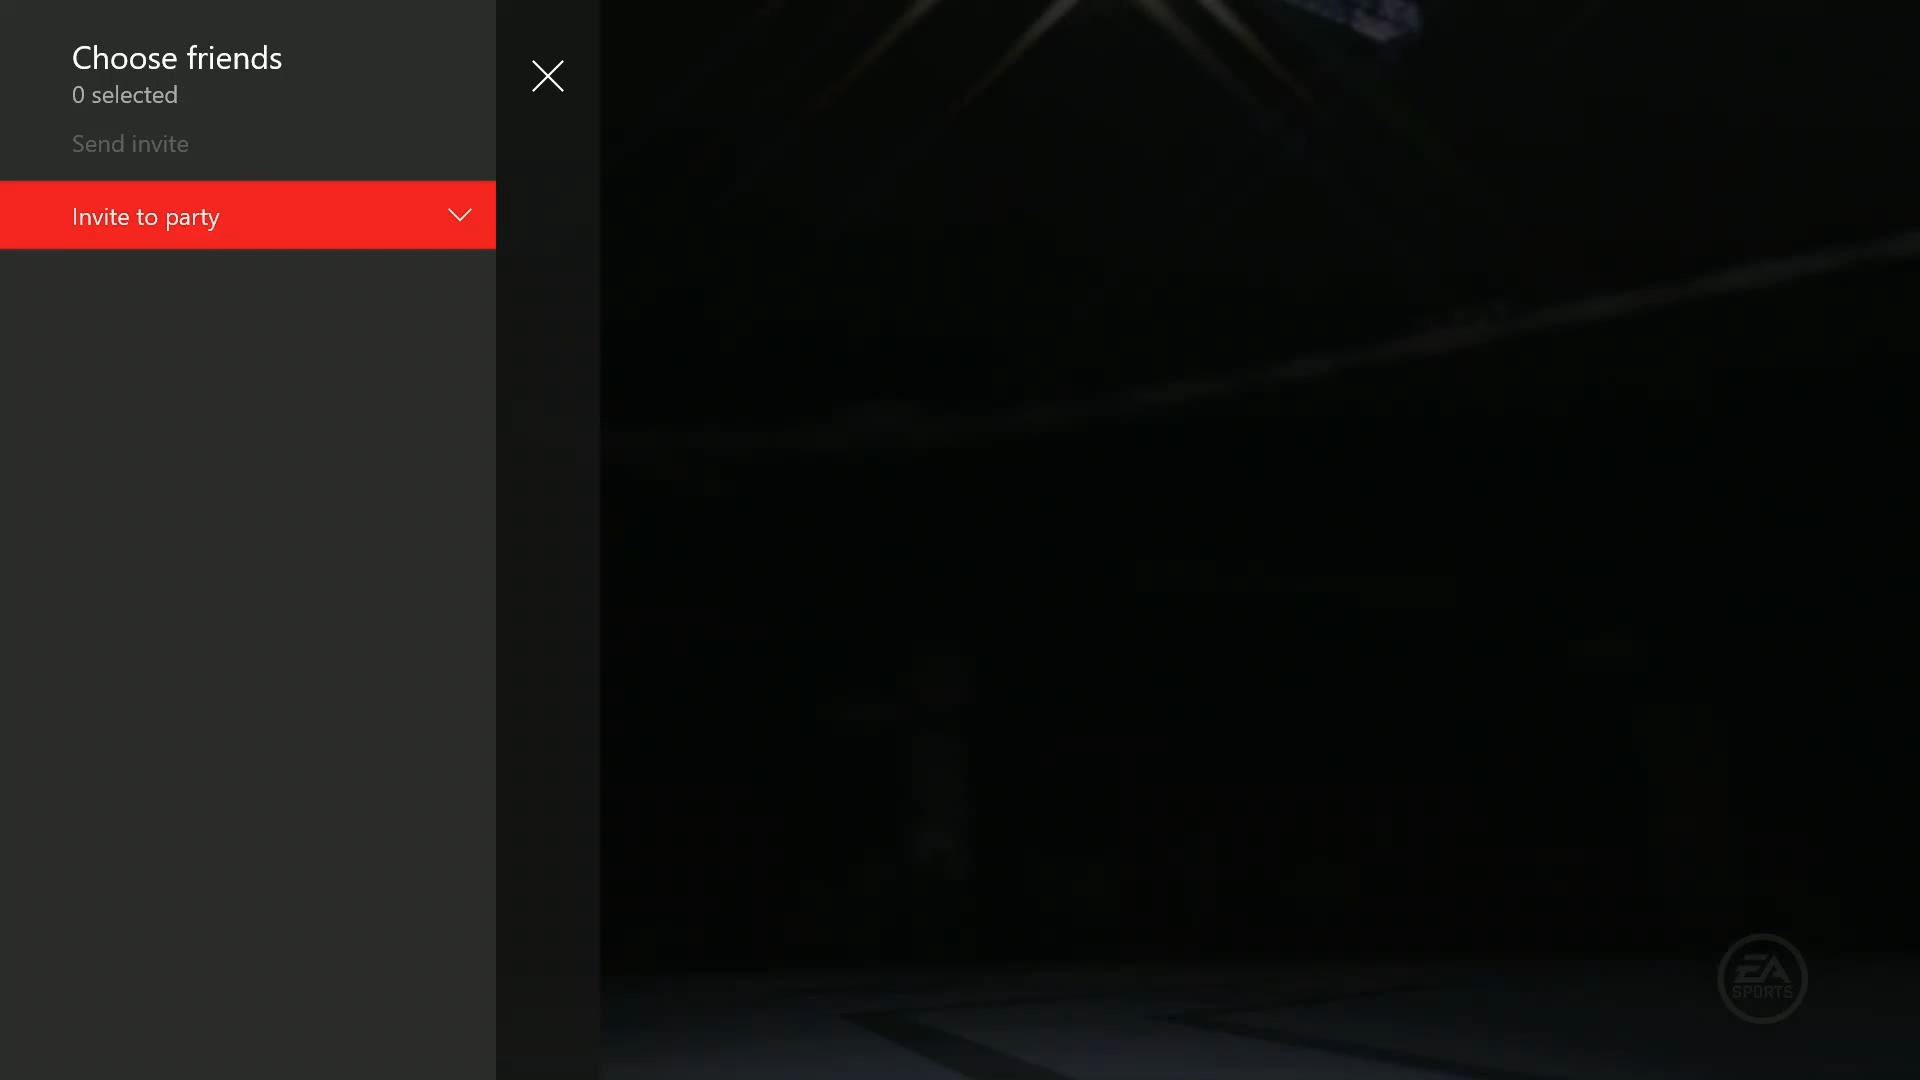 Choose friends
0 selected
Send invite
Invite to party
EA
SPORTS